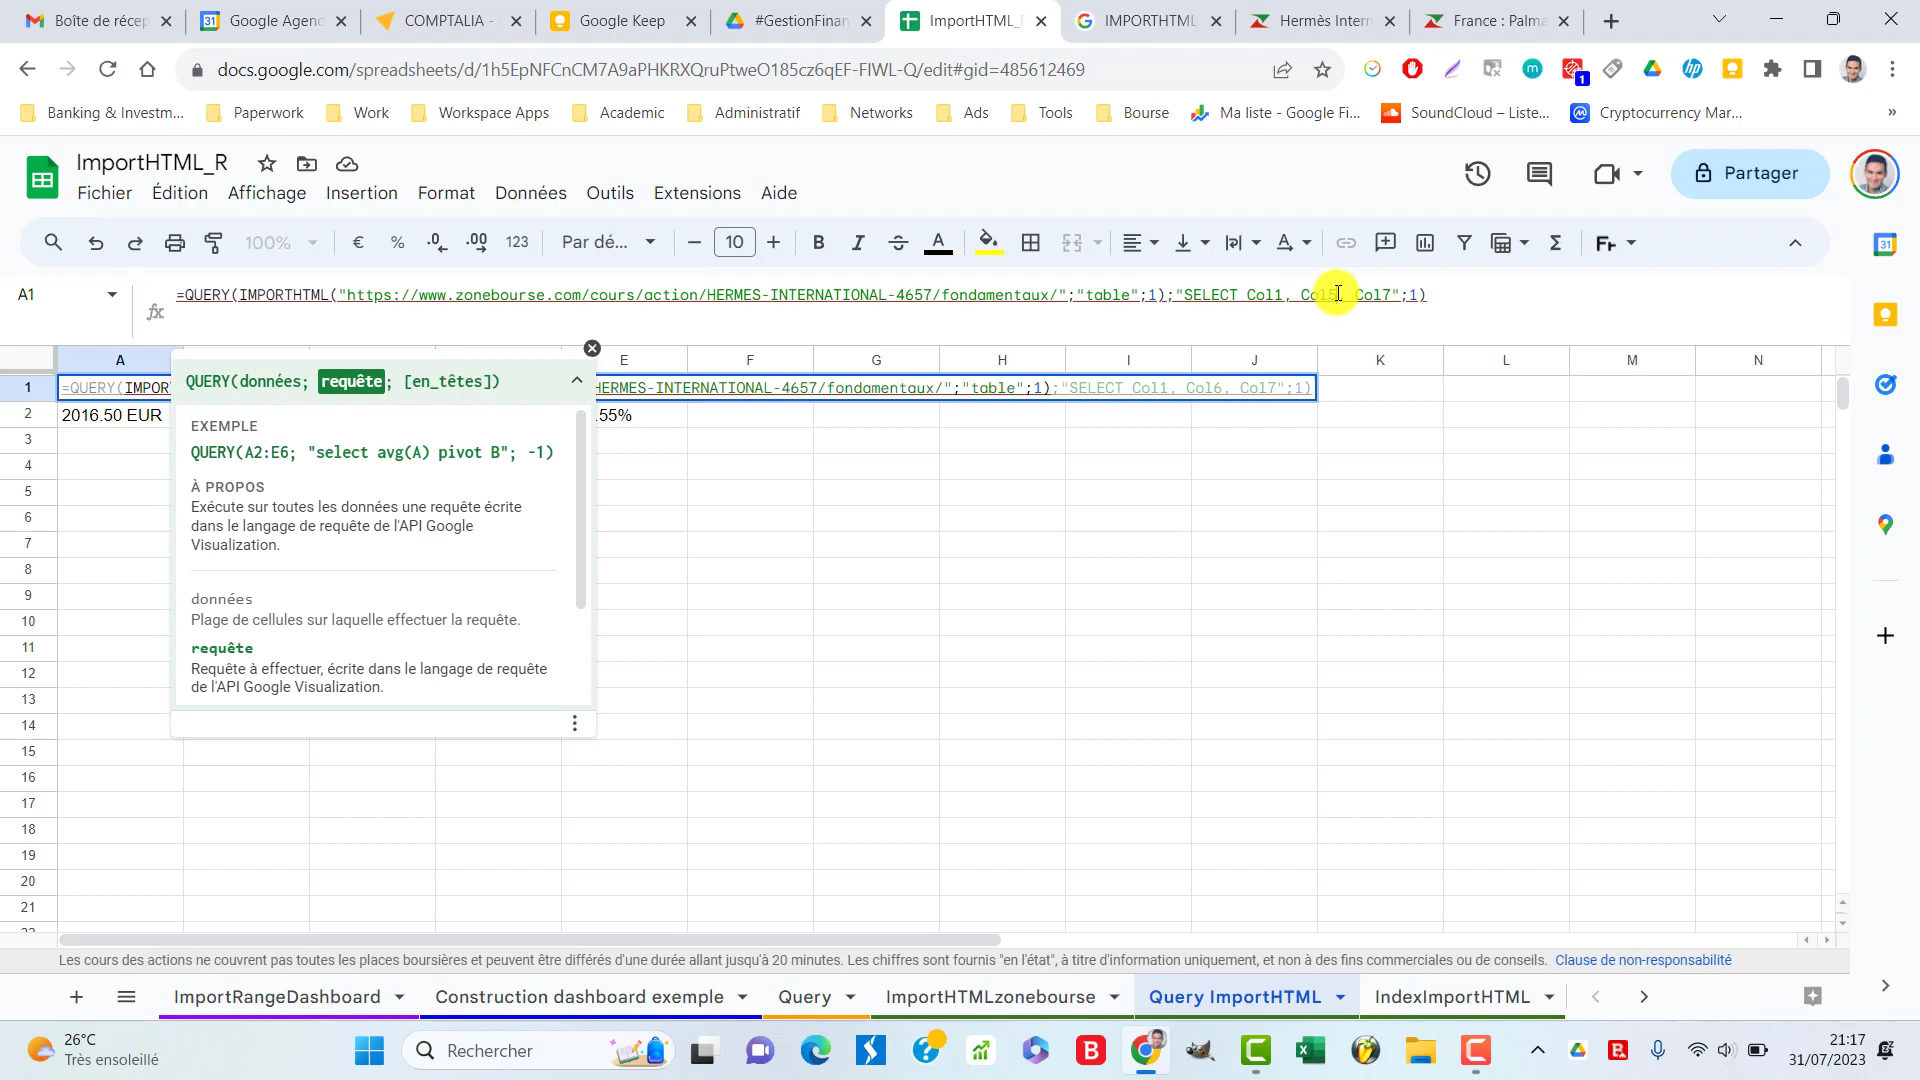 Boîte de récep
Google Agend
COMPTALIA -
Google Keep
#GestionFinan
ImportHTML_R
IMPORTHTML
Hermès Intern
France : Palma
docs.google.com/spreadsheets/d/1h5EpNFCnCM7A9aPHKRXQruPtweO185cz6qEF-FIWL-Q/edit#gid=485612469
1
Banking & Investm...
Paperwork
Work
Workspace Apps
Academic
Administratif
Networks
Ads
Tools
Bourse
Ma liste - Google Fi...
SoundCloud – Liste...
Cryptocurrency Mar...
»
ImportHTML_R
Fichier Édition Affichage Insertion Format Données Outils Extensions Aide
Partager
100% € % .0 .00 123 Par dé... 10 B I A Σ
A1
=QUERY(IMPORTHTML("https://www.zonebourse.com/cours/action/HERMES-INTERNATIONAL-4657/fondamentaux/";"table";1);"SELECT Col1, Col5, Col7";1)
A E F G H I J K L M N
1 =QUERY(IMPOR HERMES-INTERNATIONAL-4657/fondamentaux/";"table";1);"SELECT Col1, Col6, Col7";1)
2 2016.50 EUR .55%
QUERY(données; requête; [en_têtes])
EXEMPLE
QUERY(A2:E6; "select avg(A) pivot B"; -1)
À PROPOS
Exécute sur toutes les données une requête écrite
dans le langage de requête de l'API Google
Visualization.
données
Plage de cellules sur laquelle effectuer la requête.
requête
Requête à effectuer, écrite dans le langage de requête
de l'API Google Visualization.
3
4
5
6
7
8
9
10
11
12
13
14
15
16
17
18
19
20
21
Les cours des actions ne couvrent pas toutes les places boursières et peuvent être différés d'une durée allant jusqu'à 20 minutes. Les chiffres sont fournis "en l'état", à titre d'information uniquement, et non à des fins commerciales ou de conseils. Clause de non-responsabilité
ImportRangeDashboard
Construction dashboard exemple
Query
ImportHTMLzonebourse
Query ImportHTML
IndexImportHTML
26°C
Très ensoleillé
Rechercher
21:17
31/07/2023